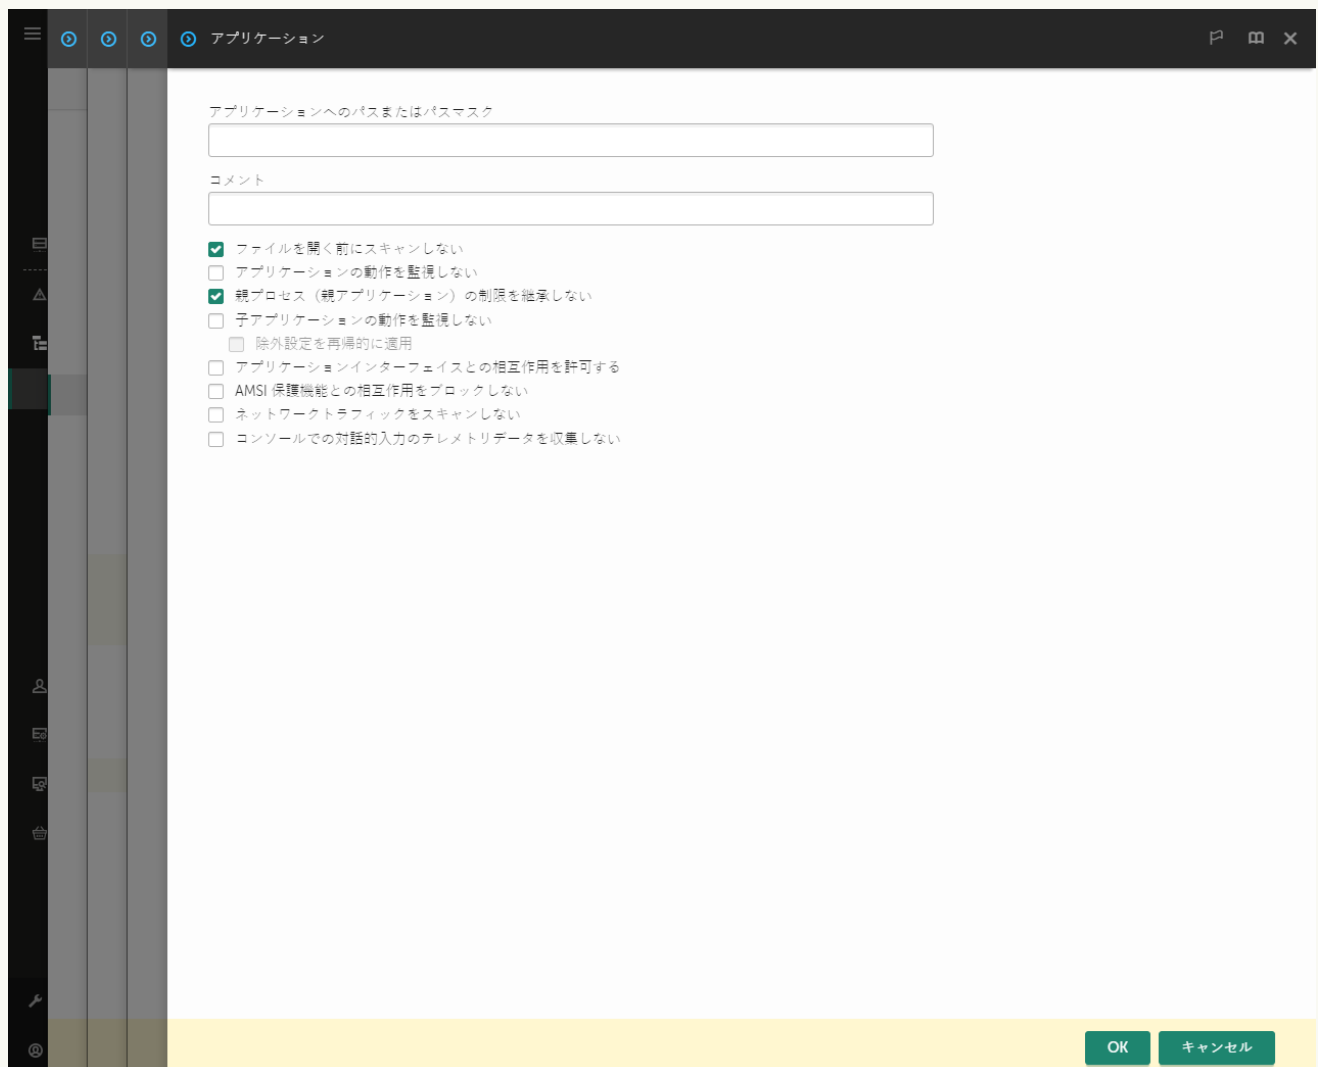 アプリケーション
アプリケーションへのパスまたはパスマスク
コメント
ファイルを開く前にスキャンしない
アプリケーションの動作を監視しない
親プロセス（親アプリケーション）の制限を継承しない
子アプリケーションの動作を監視しない
除外設定を再帰的に適用
アプリケーションインターフェイスとの相互作用を許可する
AMSI 保護機能との相互作用をブロックしない
ネットワークトラフィックをスキャンしない
コンソールでの対話的入力のテレメトリデータを収集しない
OK キャンセル